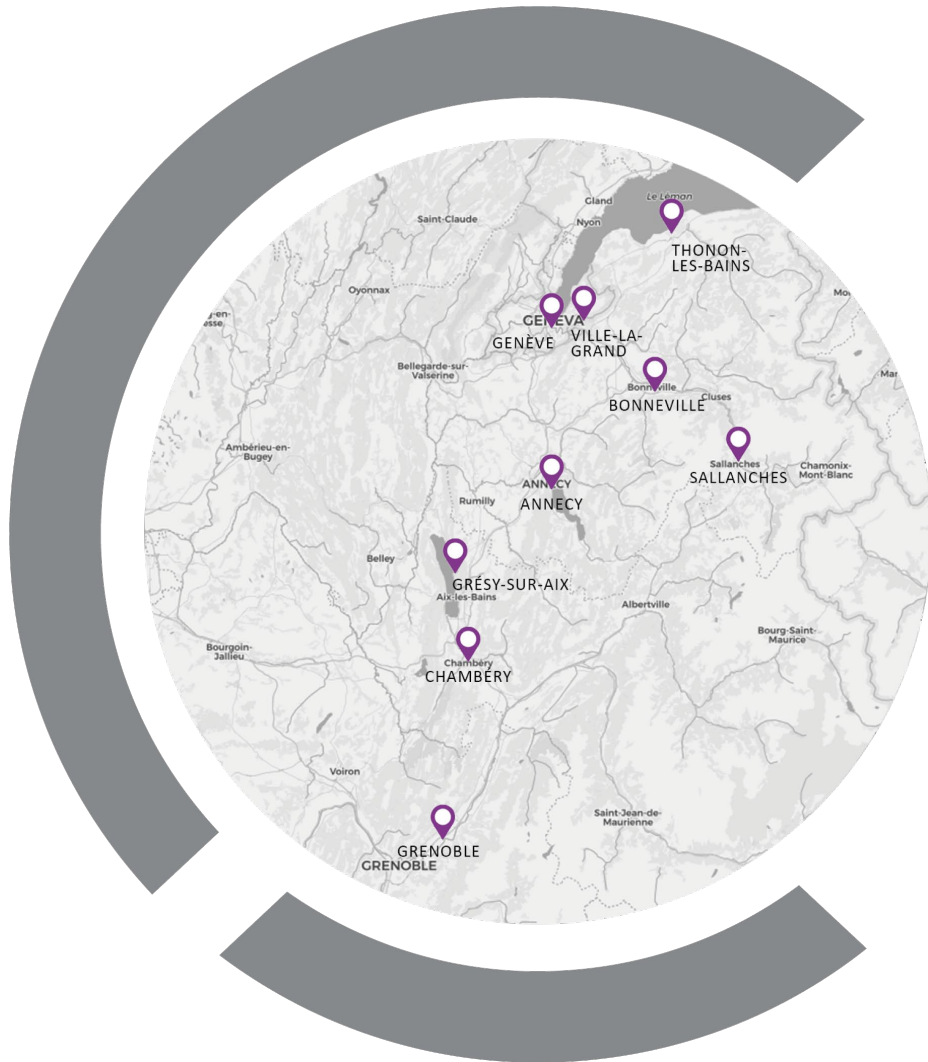 Le Léman
Gland
Saint-Claude
Nyon
THONON-
LES-BAINS
Oyonnax
GENEVA
GENÈVE
VILLE-LA-
GRAND
Bellegarde-sur-
Valserine
Bonneville
Cluses
BONNEVILLE
Ambérieu-en-
Bugey
Sallanches
SALLANCHES
Chamonix-
Mont-Blanc
ANNECY
ANNECY
Rumilly
Belley
GRÉSY-SUR-AIX
Aix-les-Bains
Albertville
Bourg-Saint-
Maurice
Bourgoin-
Jallieu
Chambéry
CHAMBÉRY
Voiron
Saint-Jean-de-
Maurienne
GRENOBLE
GRENOBLE